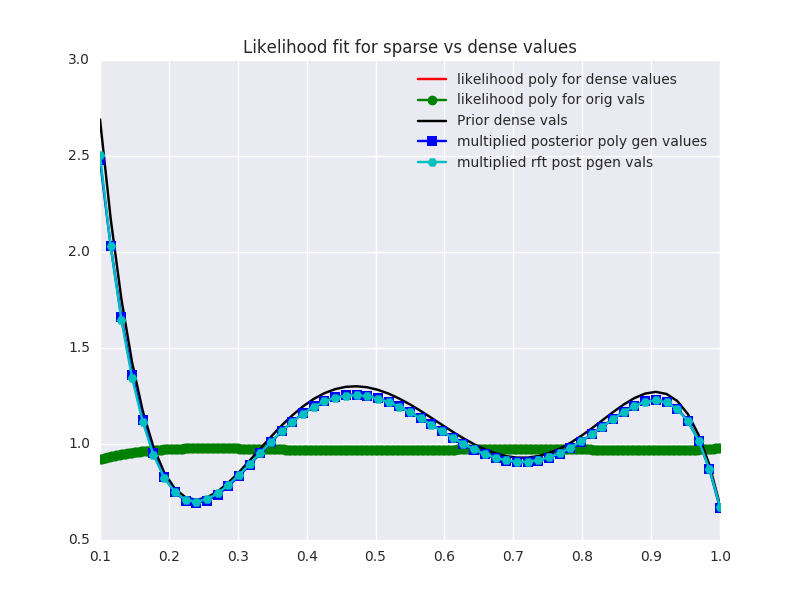 Likelihood fit for sparse vs dense values
3.0
2.5
2.0
1.5
1.0
0.5
likelihood poly for dense values
likelihood poly for orig vals
Prior dense vals
multiplied posterior poly gen values
multiplied rft post pgen vals
0.1 0.2 0.3 0.4 0.5 0.6 0.7 0.8 0.9 1.0